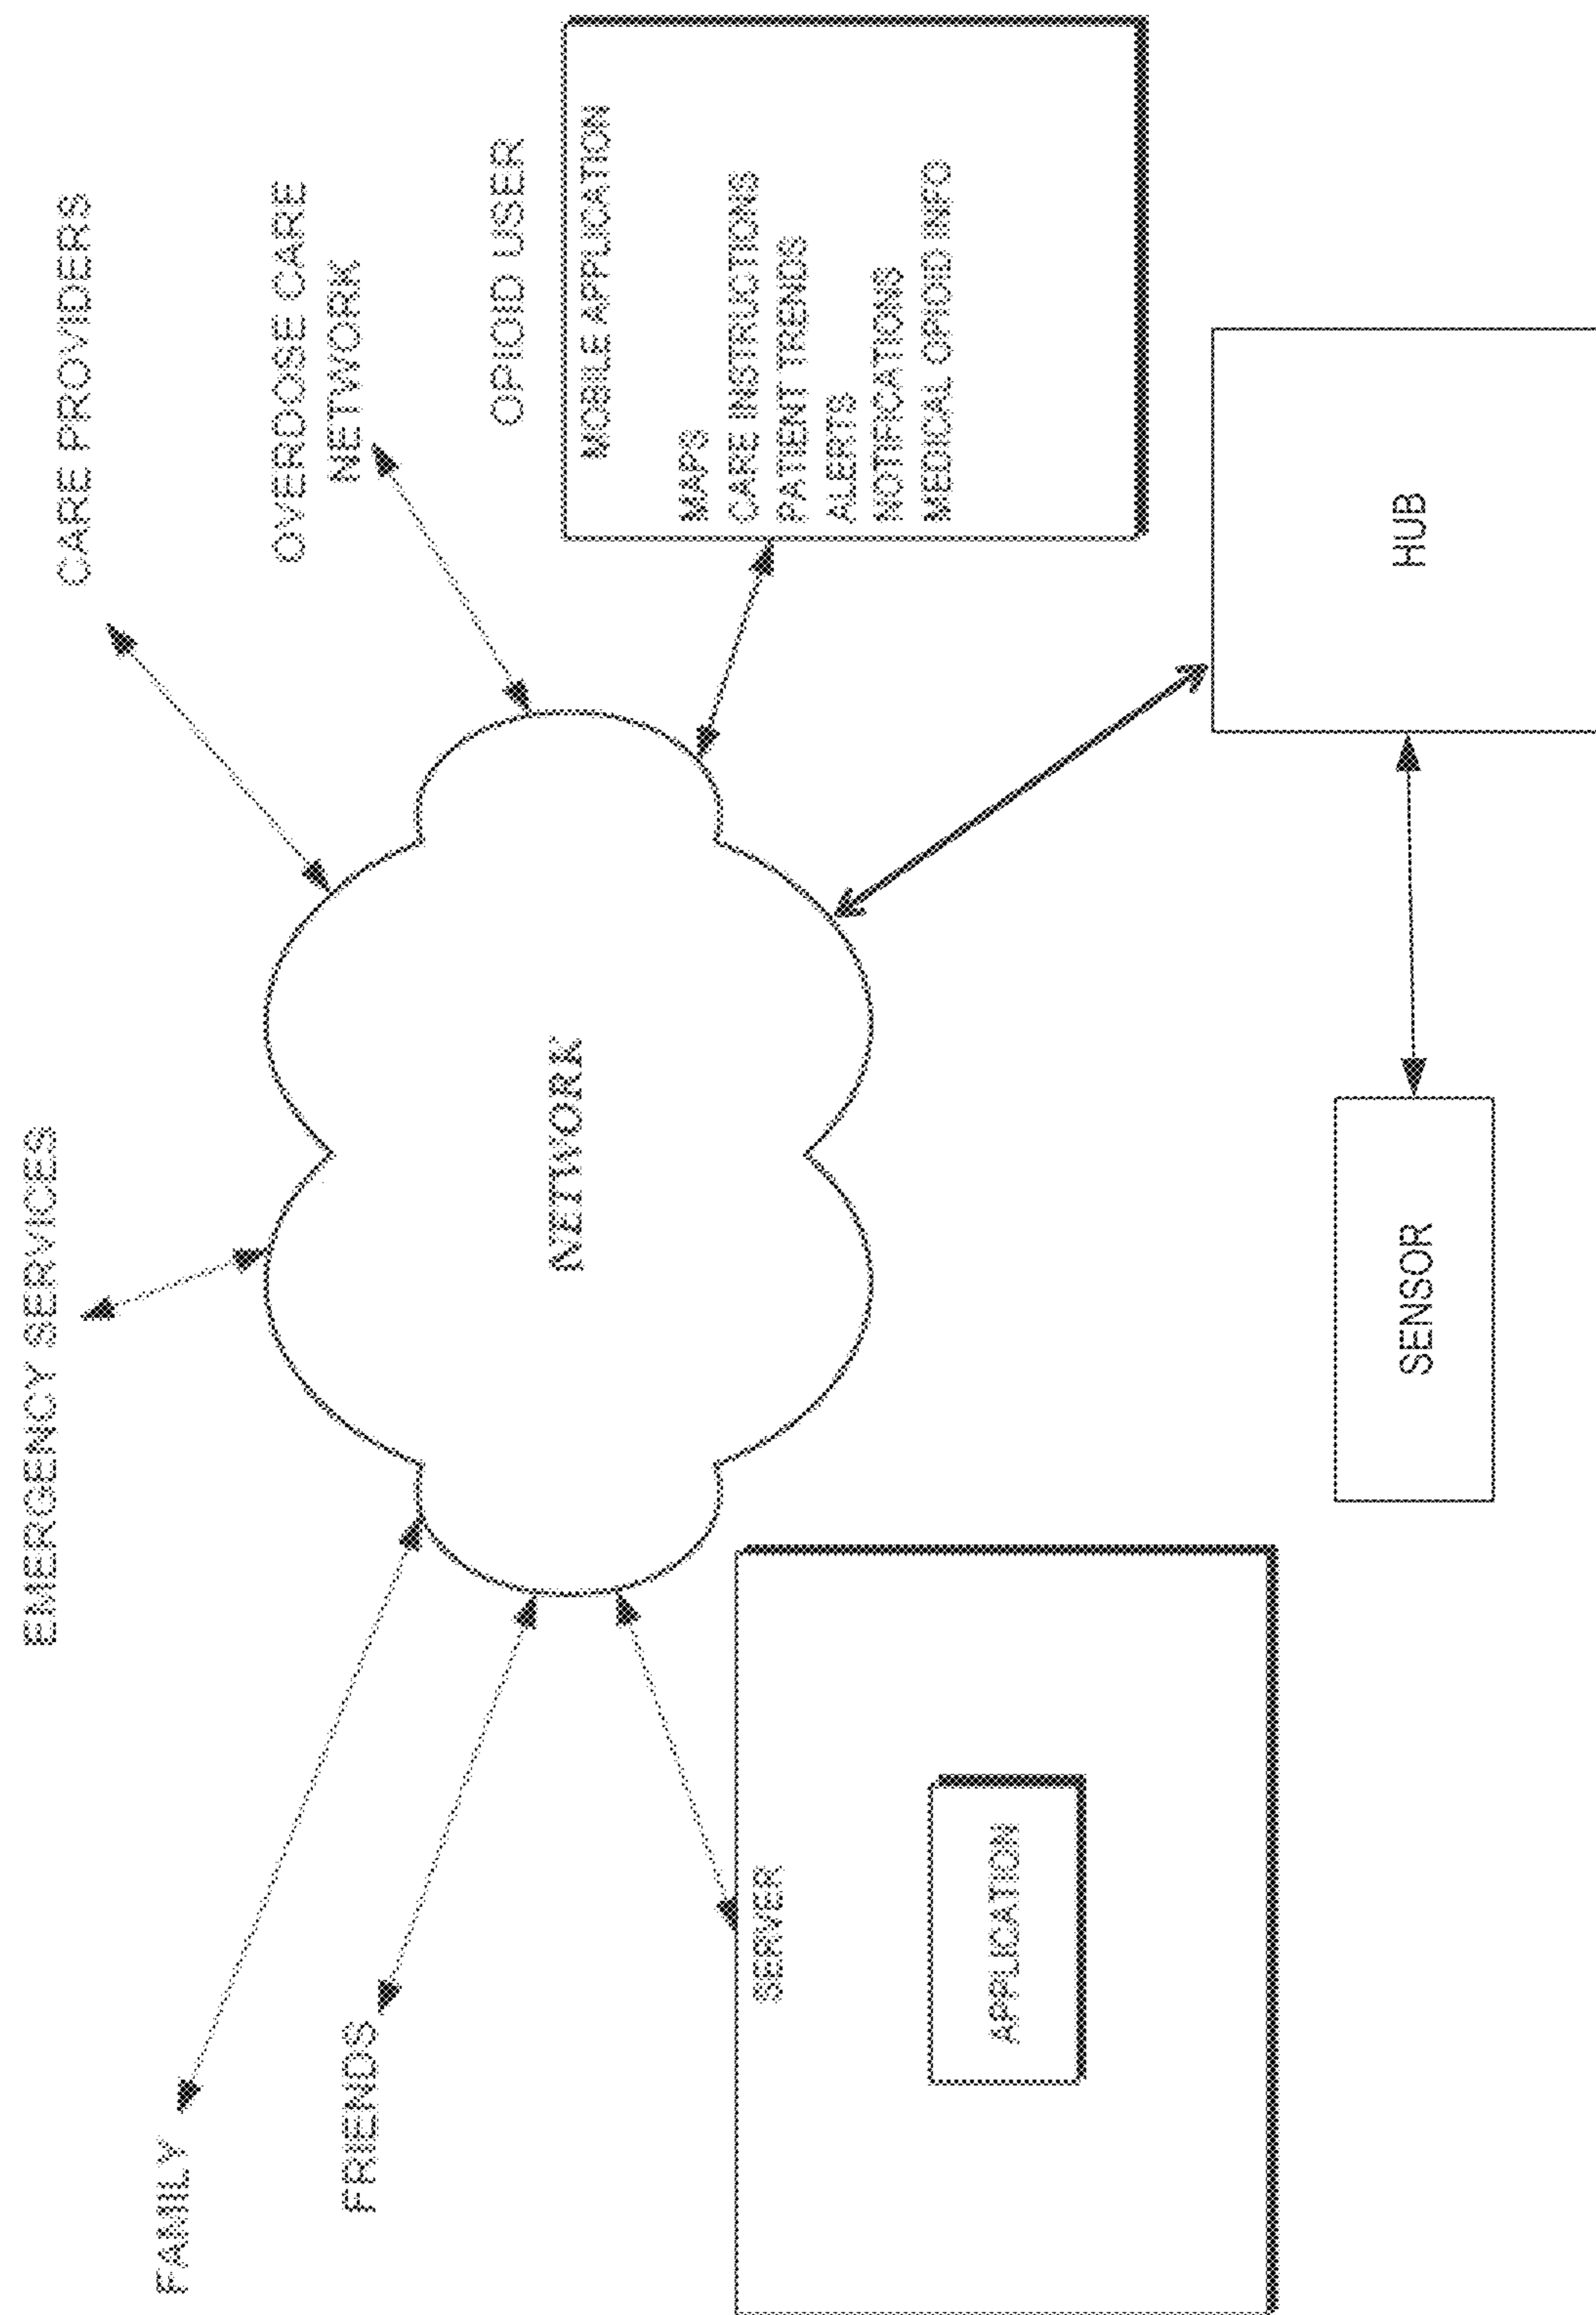 EMERGENCY SERVICES
CARE PROVIDERS
FAMILY
OVERDOSE CARE
NETWORK
FRIENDS
OPIOID USER
NETWORK
MOBILE APPLICATION
MAPS
CARE INSTRUCTIONS
PATIENT TRENDS
ALERTS
NOTIFICATIONS
MEDICAL OPIOID INFO
SERVER
APPLICATION
SENSOR
HUB